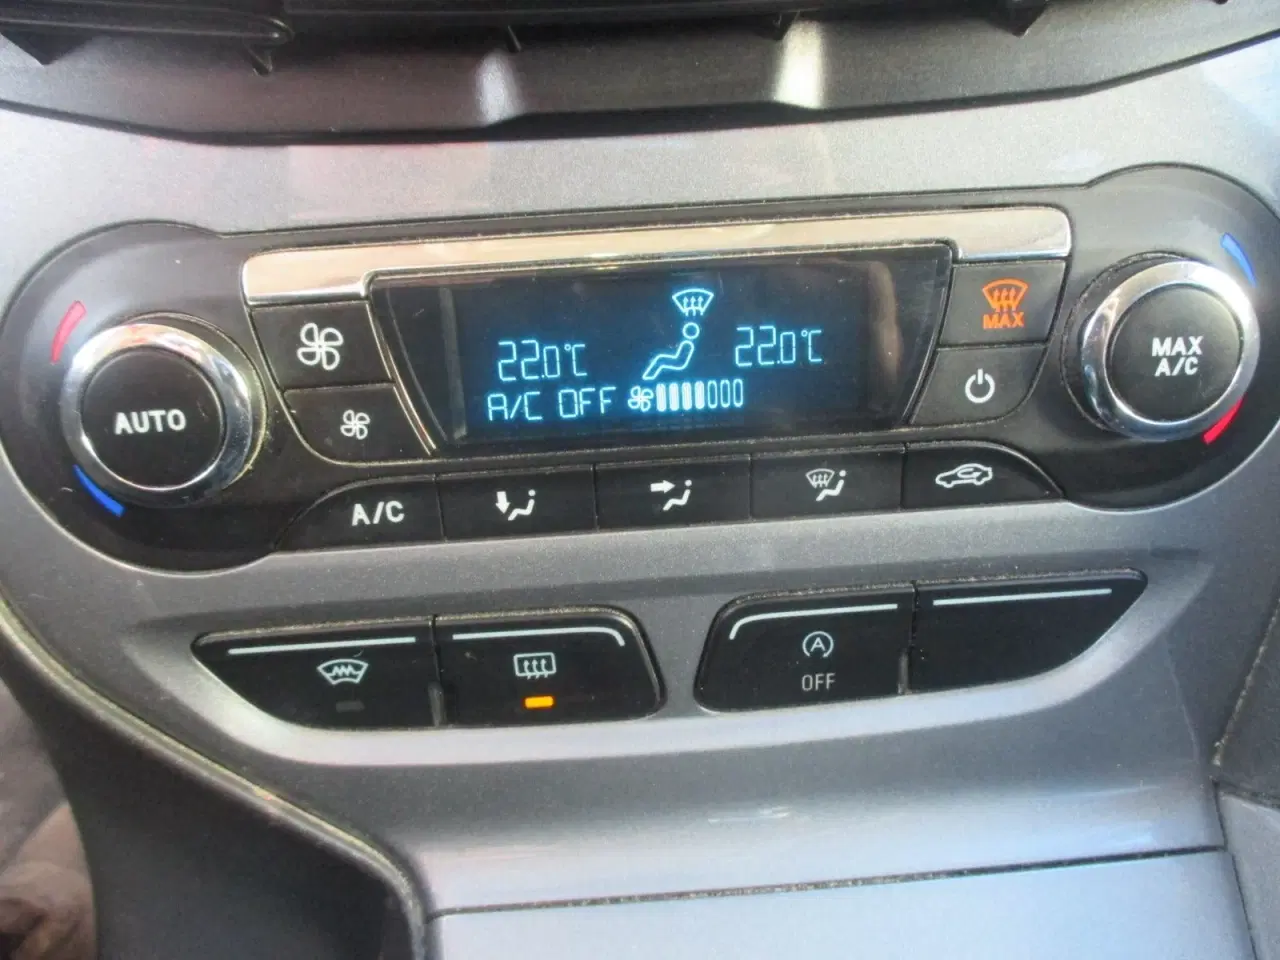 22.0°C
22.0°C
A/C OFF
MAX
MAX
A/C
AUTO
A/C
A
OFF